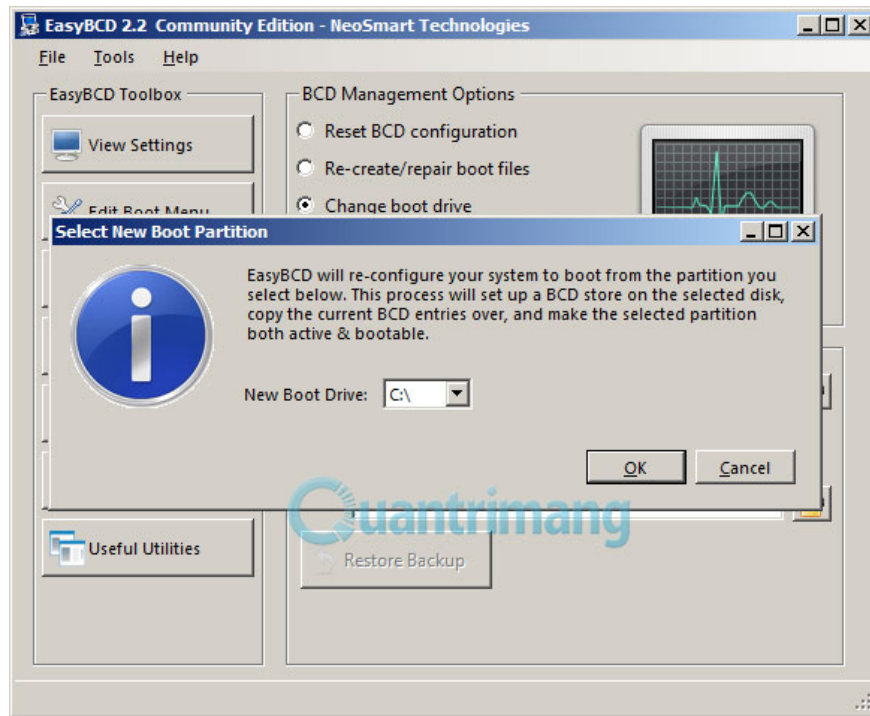 EasyBCD 2.2 Community Edition - NeoSmart Technologies
File Tools Help
EasyBCD Toolbox
BCD Management Options
View Settings
Reset BCD configuration
Re-create/repair boot files
Edit Boot Menu
Change boot drive
Select New Boot Partition
EasyBCD will re-configure your system to boot from the partition you
select below. This process will set up a BCD store on the selected disk,
copy the current BCD entries over, and make the selected partition
both active & bootable.
New Boot Drive: C:\
OK Cancel
Quantrimang
Useful Utilities
Restore Backup